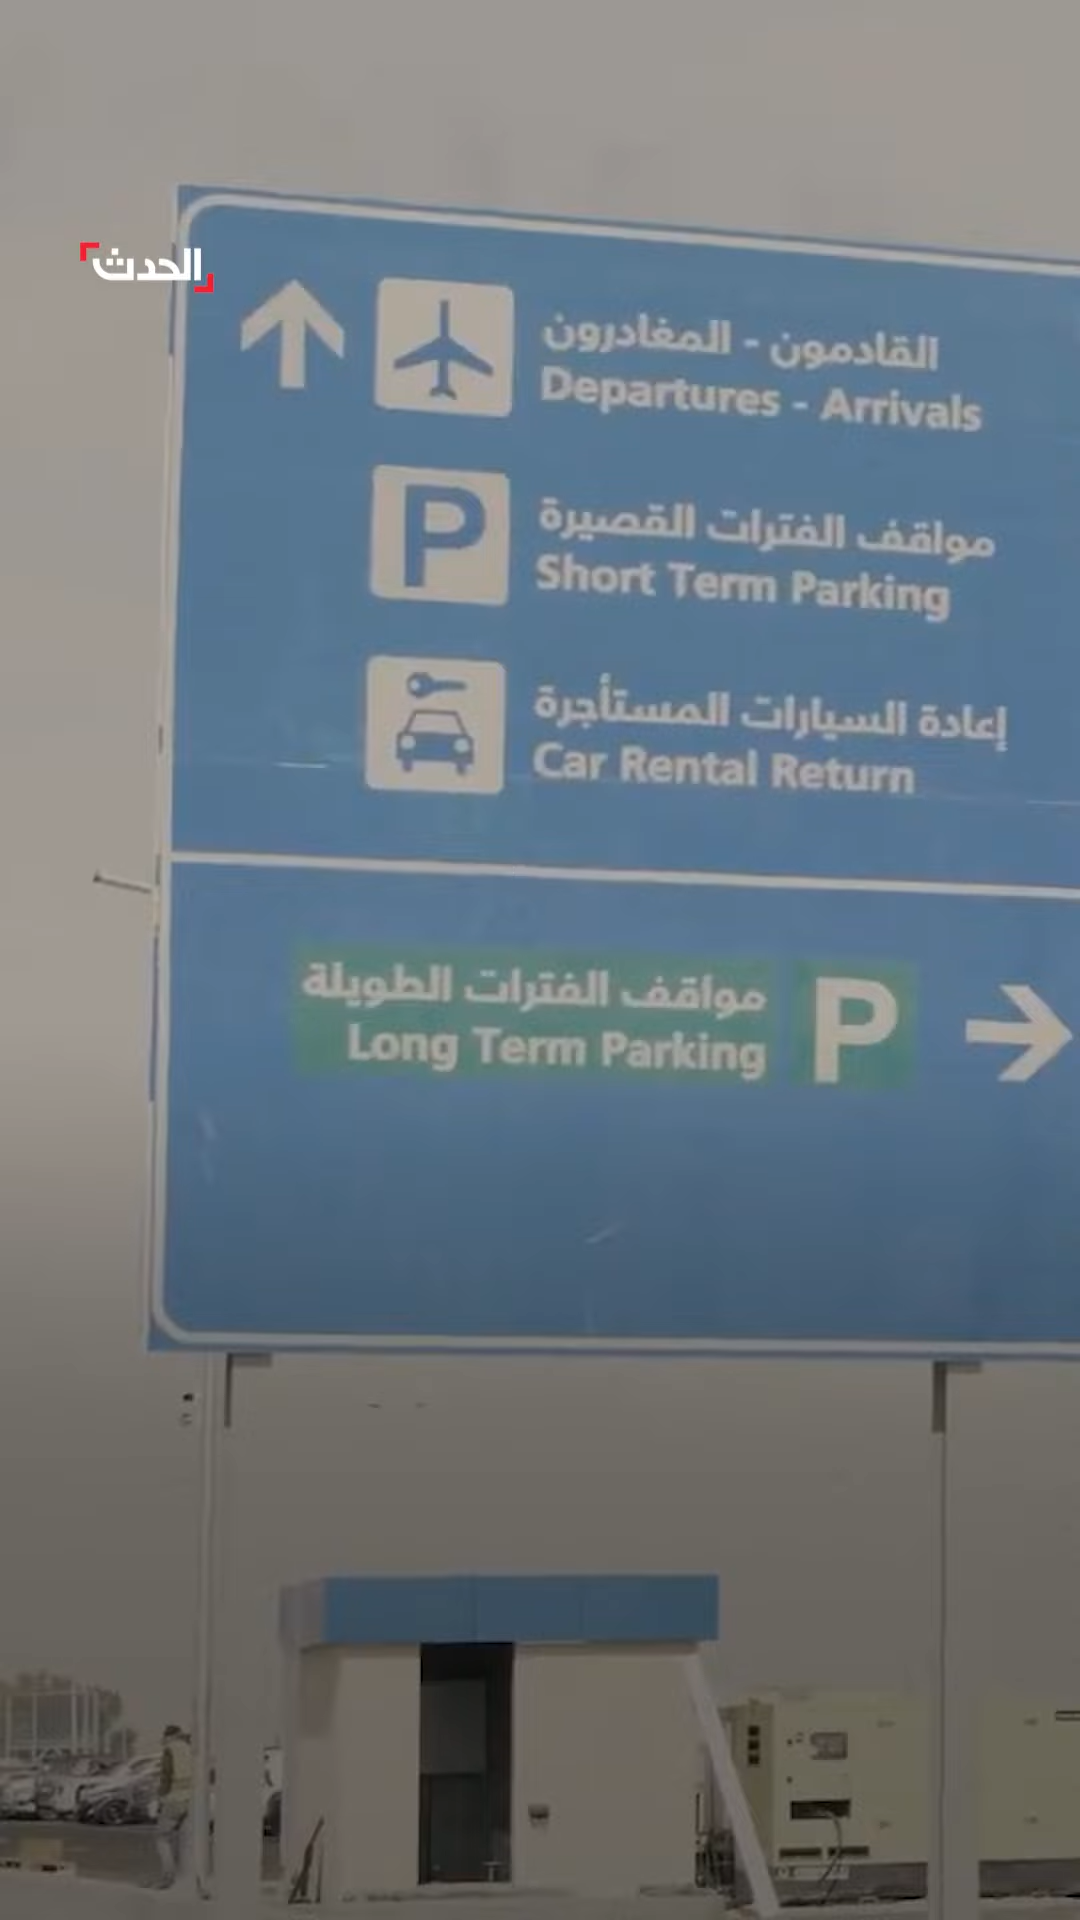 الحدث
القادمون - المغادرون
Departures - Arrivals
P
مواقف الفترات القصيرة
Short Term Parking
إعادة السيارات المستأجرة
Car Rental Return
مواقف الفترات الطويلة
Long Term Parking
P